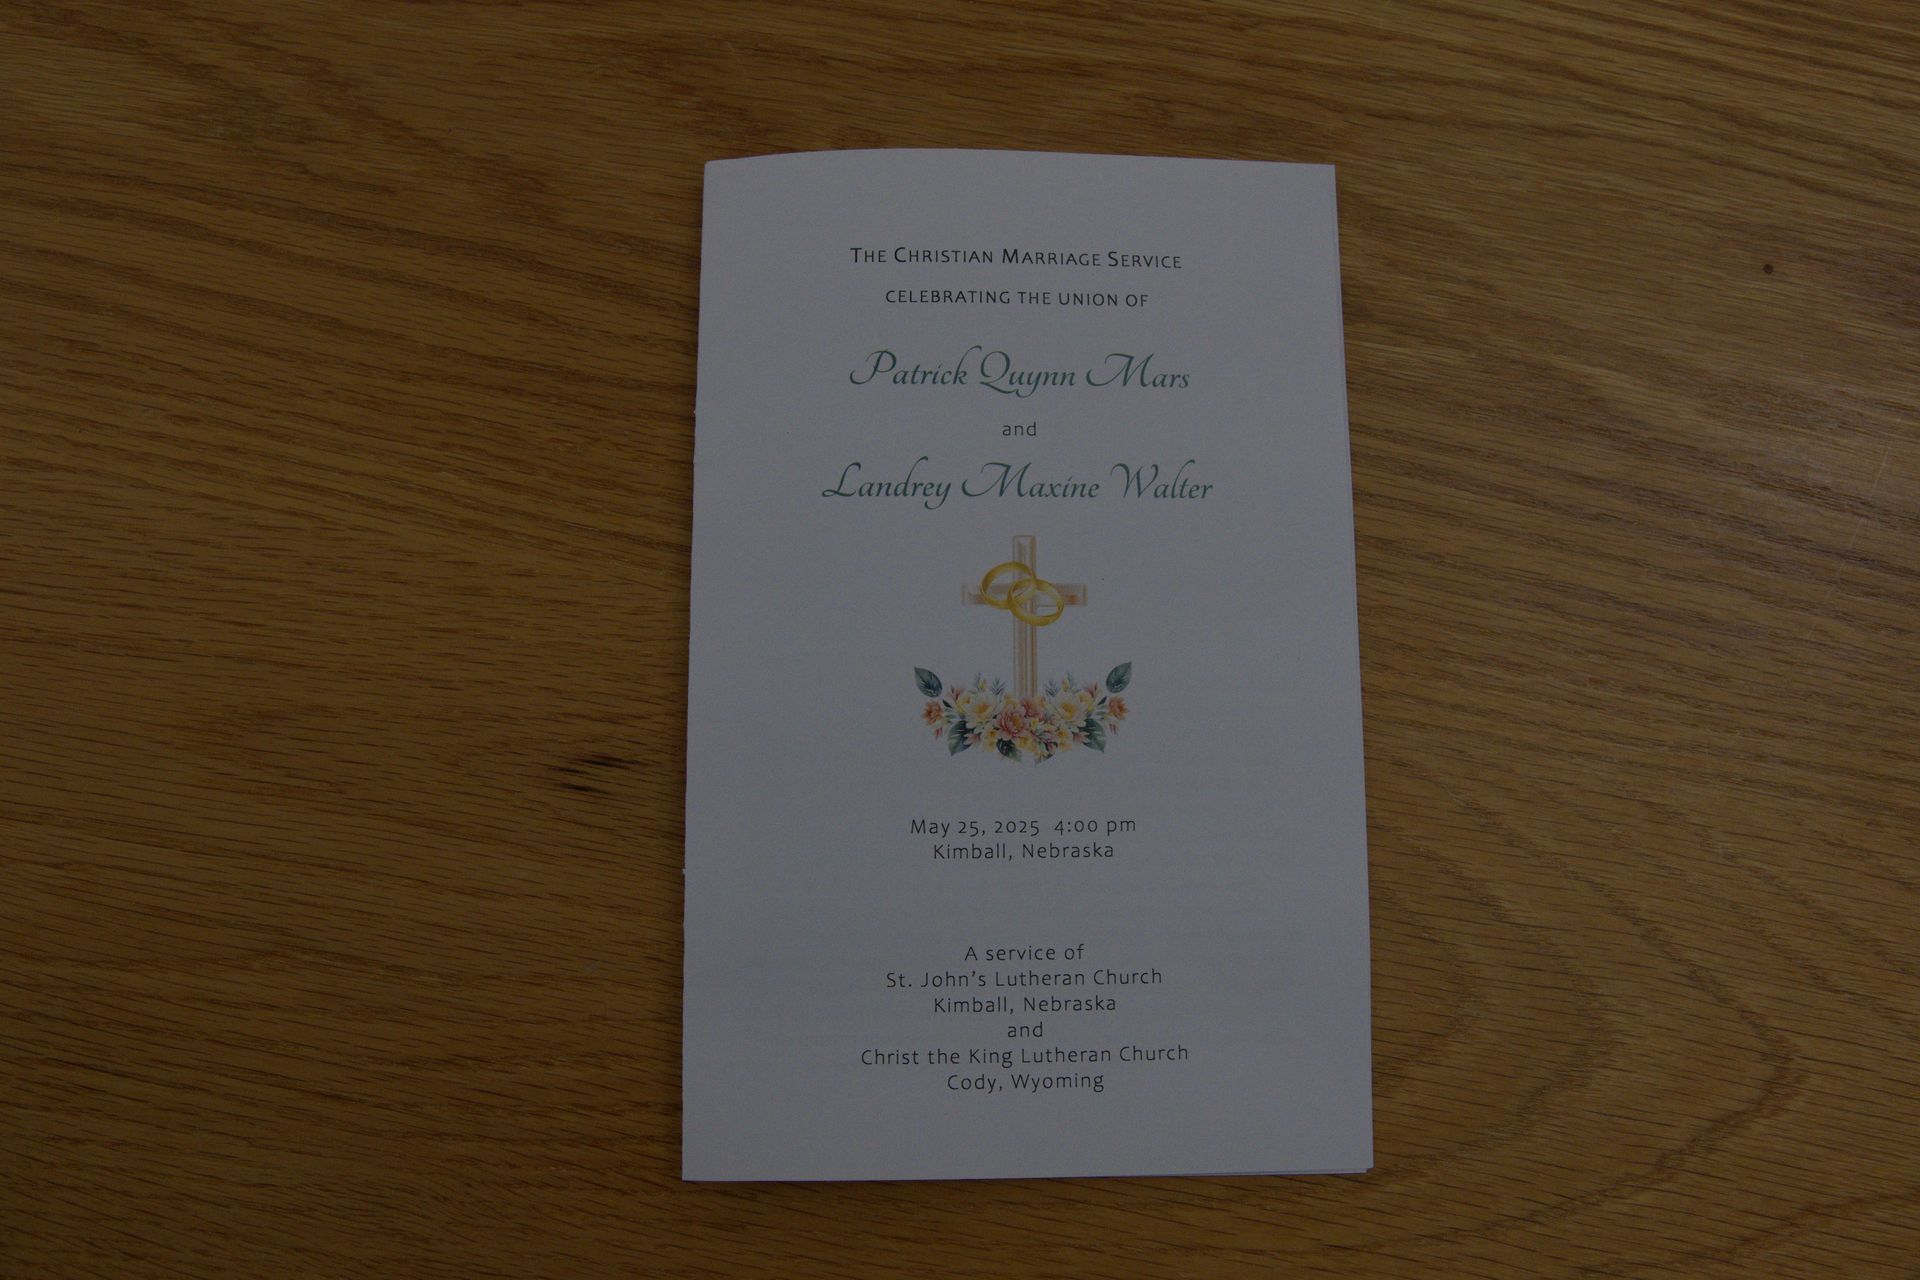 THE CHRISTIAN MARRIAGE SERVICE
CELEBRATING THE UNION OF
Patrick Quynn Mars
and
Landrey Maxine Walter
May 25, 2025 4:00 pm
Kimball, Nebraska
A service of
St. John's Lutheran Church
Kimball, Nebraska
and
Christ the King Lutheran Church
Cody, Wyoming